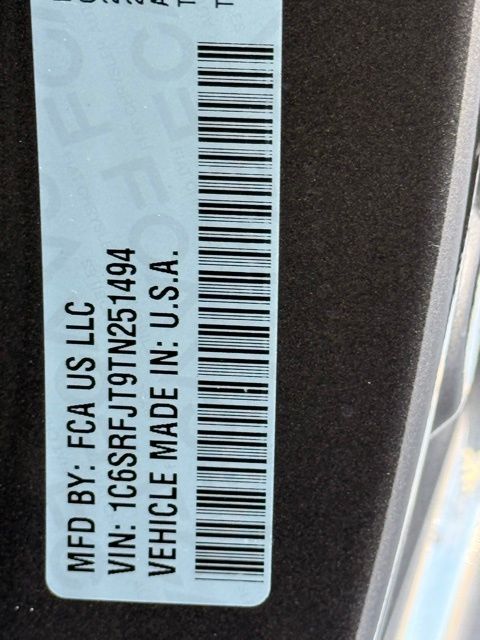 MFD BY: FCA US LLC
VIN: 1C6SRFJT9TN251494
VEHICLE MADE IN: U.S.A.